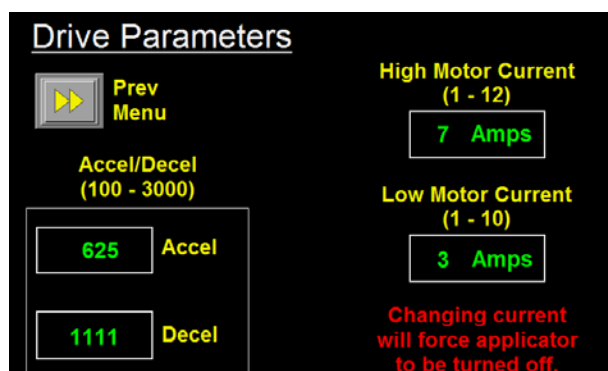 Drive Parameters
Prev
Menu
Accel/Decel
(100 - 3000)
625 Accel
1111 Decel
High Motor Current
(1 - 12)
7 Amps
Low Motor Current
(1 - 10)
3 Amps
Changing current
will force applicator
to be turned off.